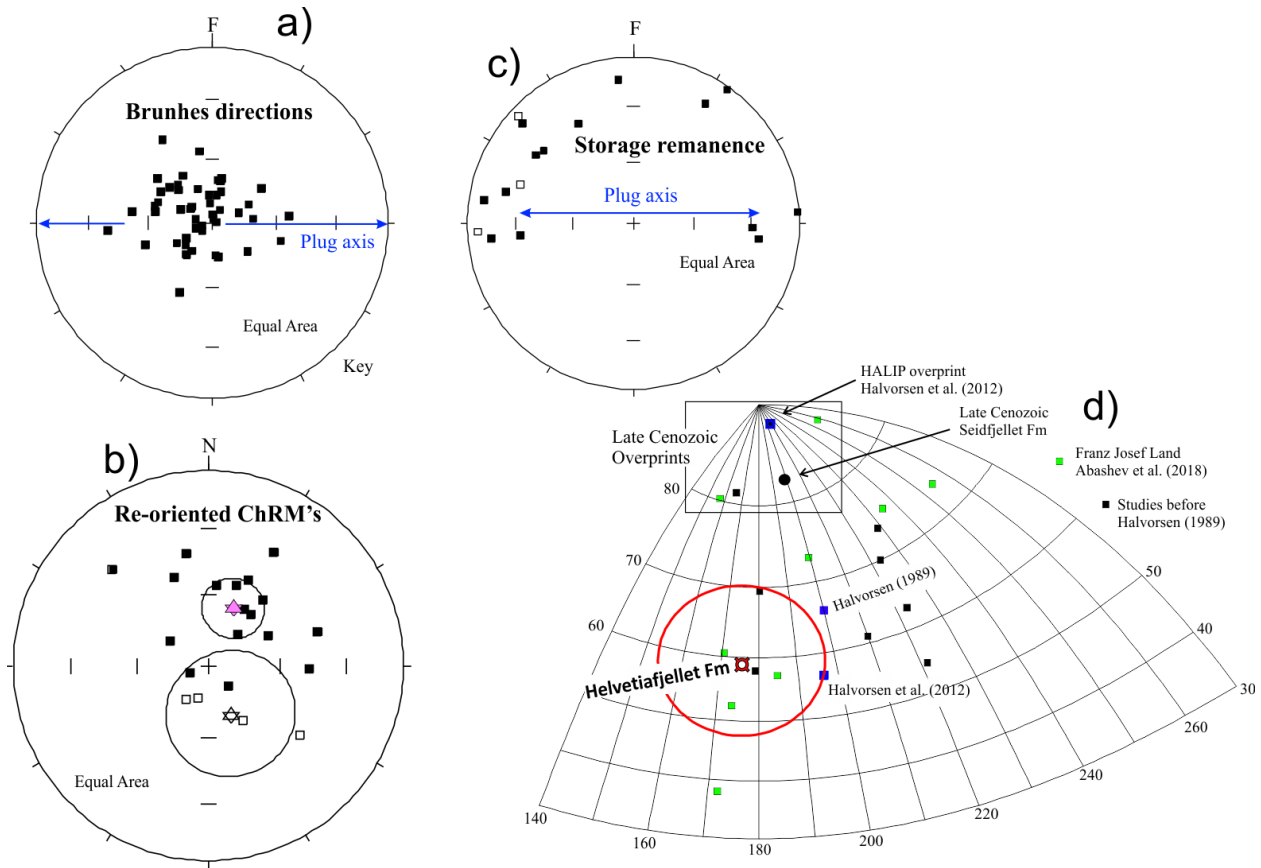 a)
F
Brunhes directions
Plug axis
Equal Area
Key
c)
F
Storage remanence
Plug axis
Equal Area
b)
N
Re-oriented ChRM's
Equal Area
d)
HALIP overprint
Halvorsen et al. (2012)
Late Cenozoic
Seidfjellet Fm
Late Cenozoic
Overprints
Franz Josef Land
Abashev et al. (2018)
Studies before
Halvorsen (1989)
80
70
60
50
40
30
Halvorsen (1989)
Helvetiafjellet Fm
Halvorsen et al. (2012)
140
160
180
200
220
240
260